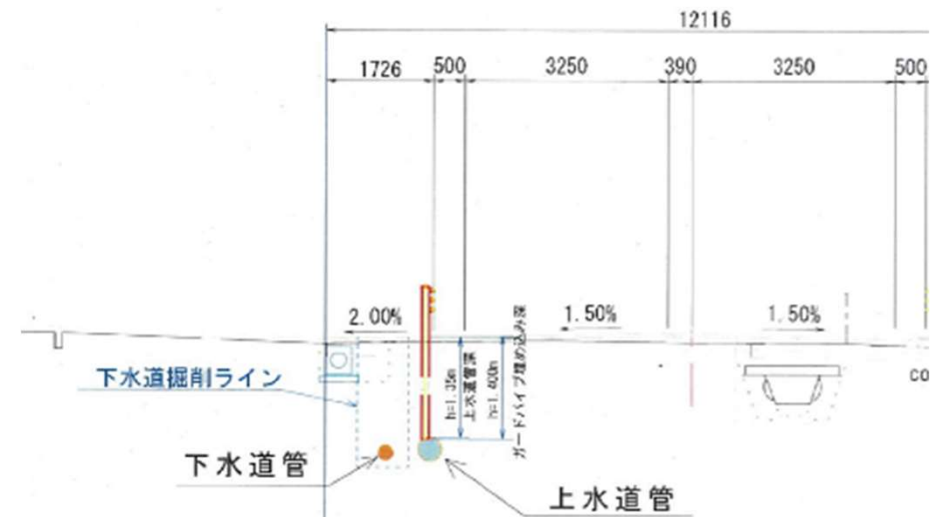 12116
1726
500
3250
390
3250
500
2.00%
1.50%
1.50%
h=1.35m
上水道管深
h=1.400m
ガードパイプ埋め込み深
下水道掘削ライン
下水道管
上水道管
CO